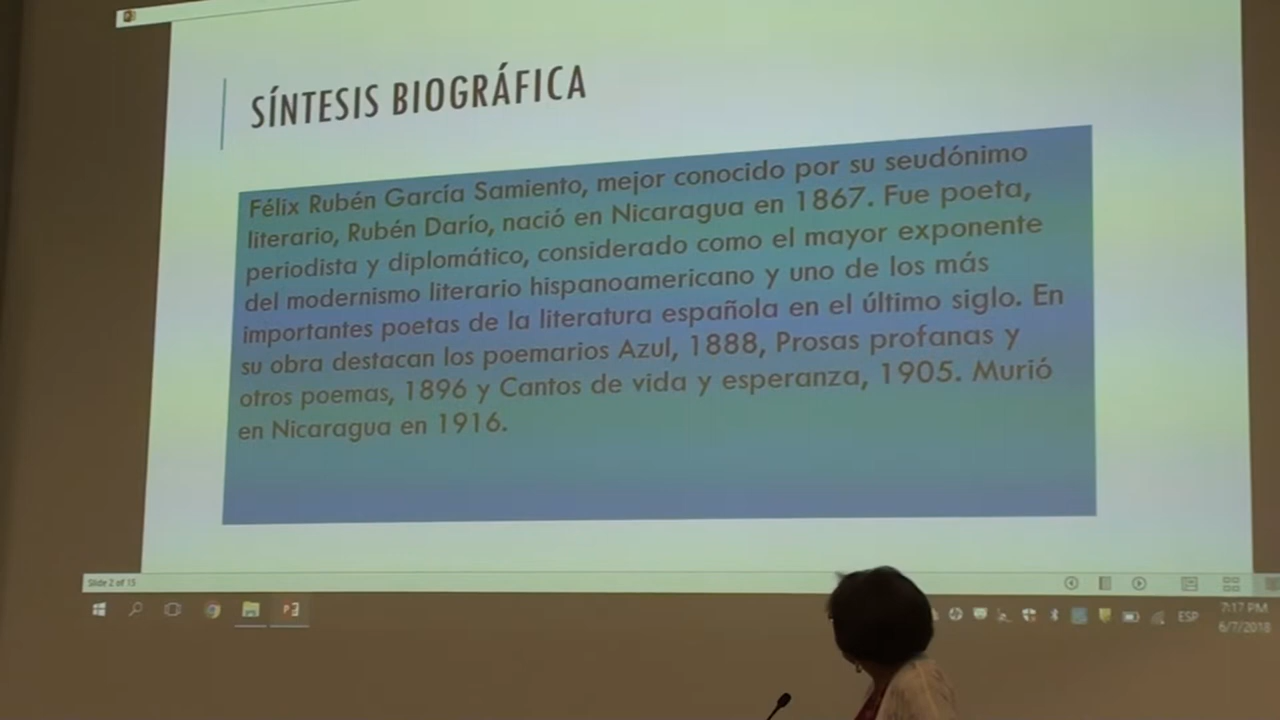 SÍNTESIS BIOGRÁFICA
Félix Rubén García Samiento, mejor conocido por su seudónimo
literario, Rubén Darío, nació en Nicaragua en 1867. Fue poeta,
periodista y diplomático, considerado como el mayor exponente
del modernismo literario hispanoamericano y uno de los más
importantes poetas de la literatura española en el último siglo. En
su obra destacan los poemarios Azul, 1888, Prosas profanas y
otros poemas, 1896 y Cantos de vida y esperanza, 1905. Murió
en Nicaragua en 1916.
Slide 2 of 15
ESP
7:17 PM
6/7/2018